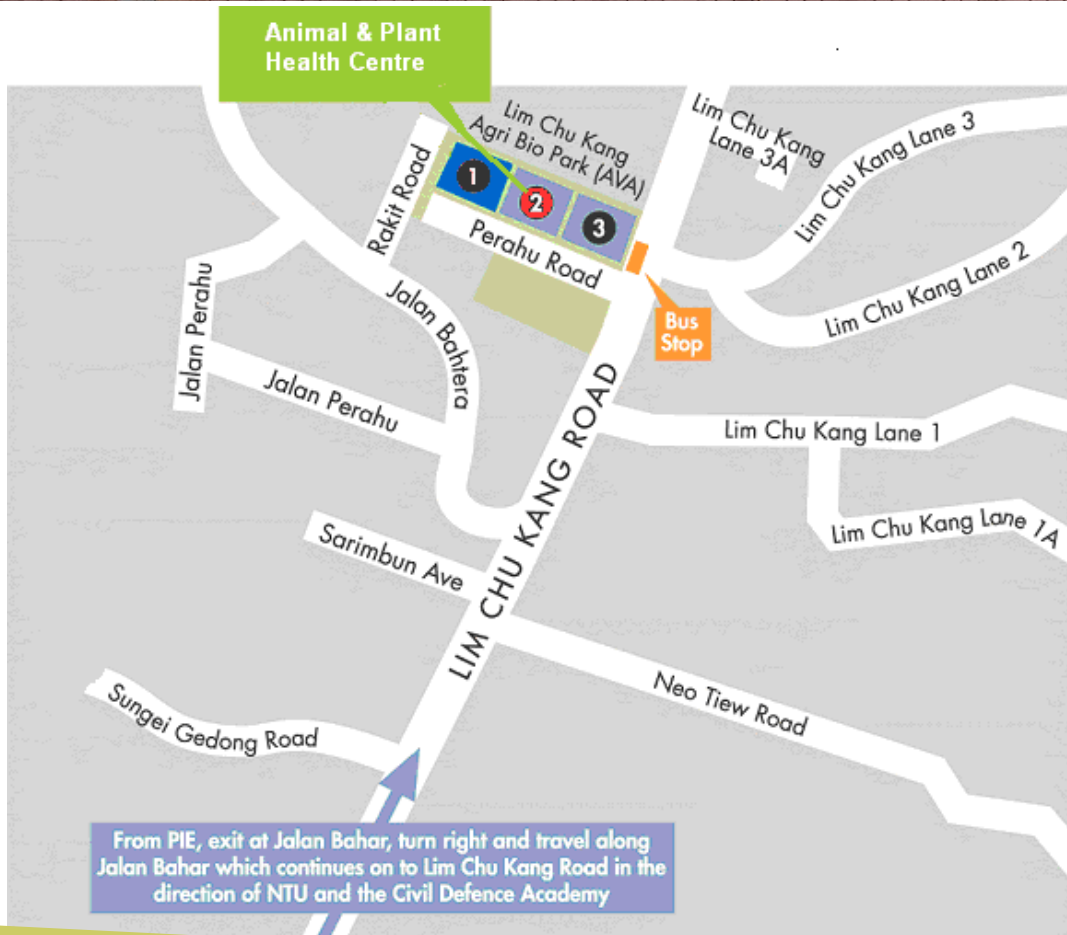 Animal & Plant
Health Centre
Lim Chu Kang
Agri Bio Park (AVA)
Lim Chu Kang
Lane 3A
Lim Chu Kang Lane 3
Rakit Road
1
2
3
Perahu Road
Lim Chu Kang Lane 2
Jalan Perahu
Jalan Bahtera
Bus
Stop
Jalan Perahu
LIM CHU KANG ROAD
Lim Chu Kang Lane 1
Lim Chu Kang Lane 1A
Sarimbun Ave
Neo Tiew Road
Sungei Gedong Road
From PIE, exit at Jalan Bahar, turn right and travel along
Jalan Bahar which continues on to Lim Chu Kang Road in the
direction of NTU and the Civil Defence Academy